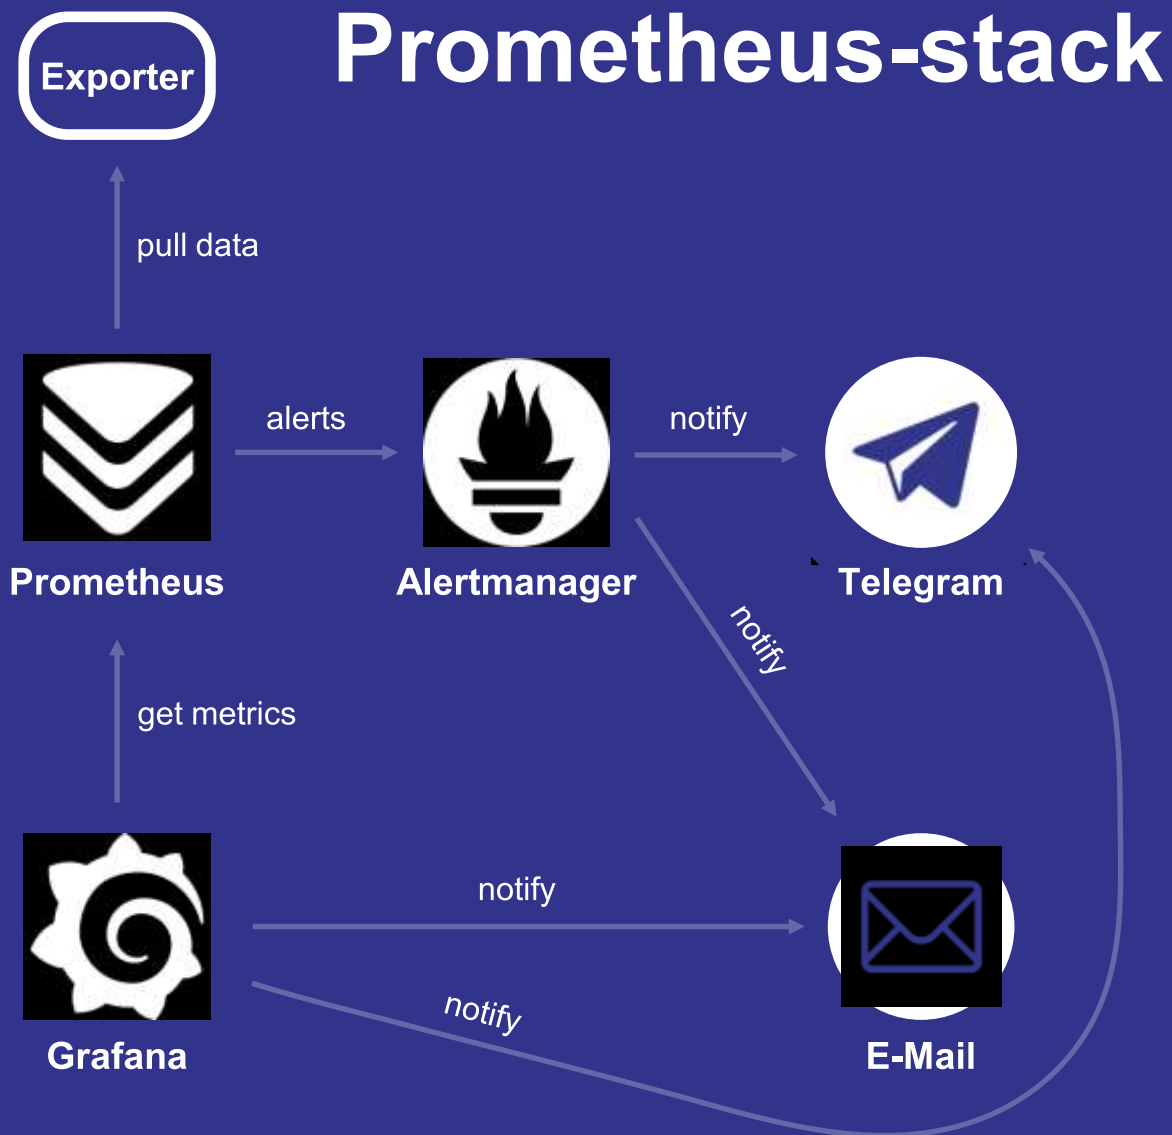 Prometheus-stack
Exporter
pull data
alerts
notify
Prometheus
Alertmanager
Telegram
notify
get metrics
notify
notify
Grafana
E-Mail